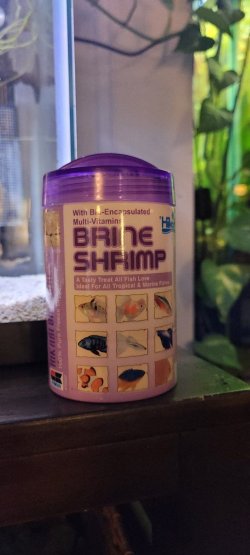 With Bio-Encapsulated
Multi-Vitamins
BRINE
SHRIMP
A Tasty Treat All Fish Love
Ideal For All Tropical & Marine Fishes